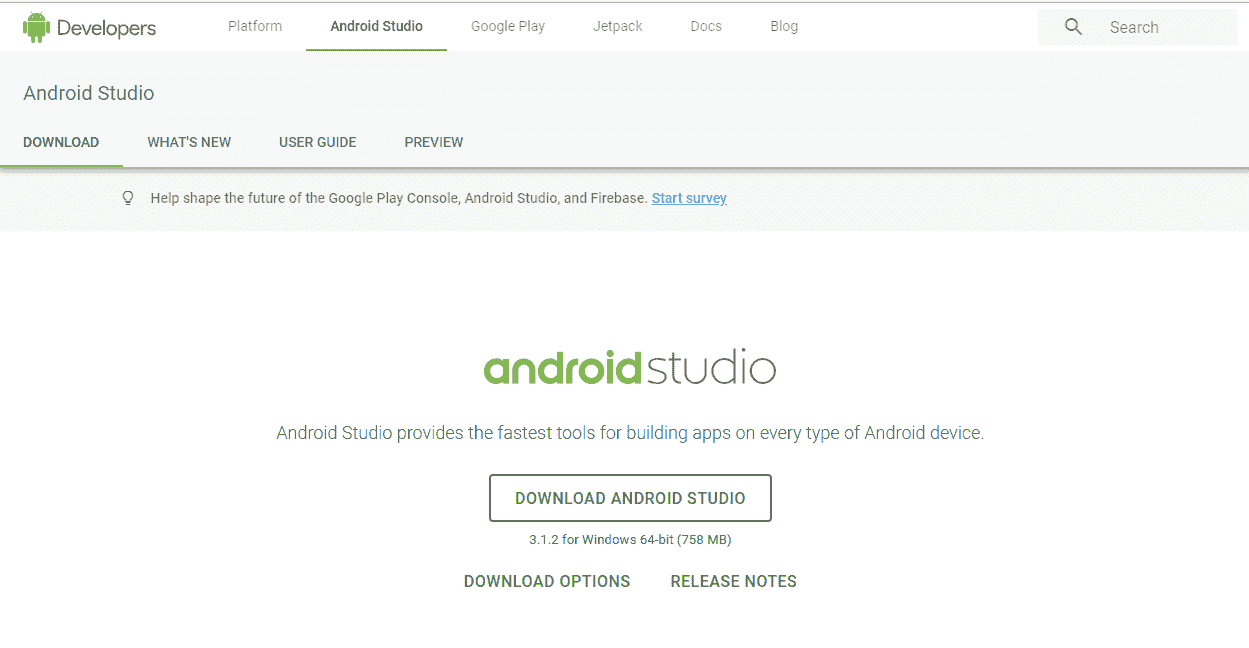 Developers Platform Android Studio Google Play Jetpack Docs Blog Search
Android Studio
DOWNLOAD WHAT'S NEW USER GUIDE PREVIEW
Help shape the future of the Google Play Console, Android Studio, and Firebase. Start survey
androidstudio
Android Studio provides the fastest tools for building apps on every type of Android device.
DOWNLOAD ANDROID STUDIO
3.1.2 for Windows 64-bit (758 MB)
DOWNLOAD OPTIONS RELEASE NOTES